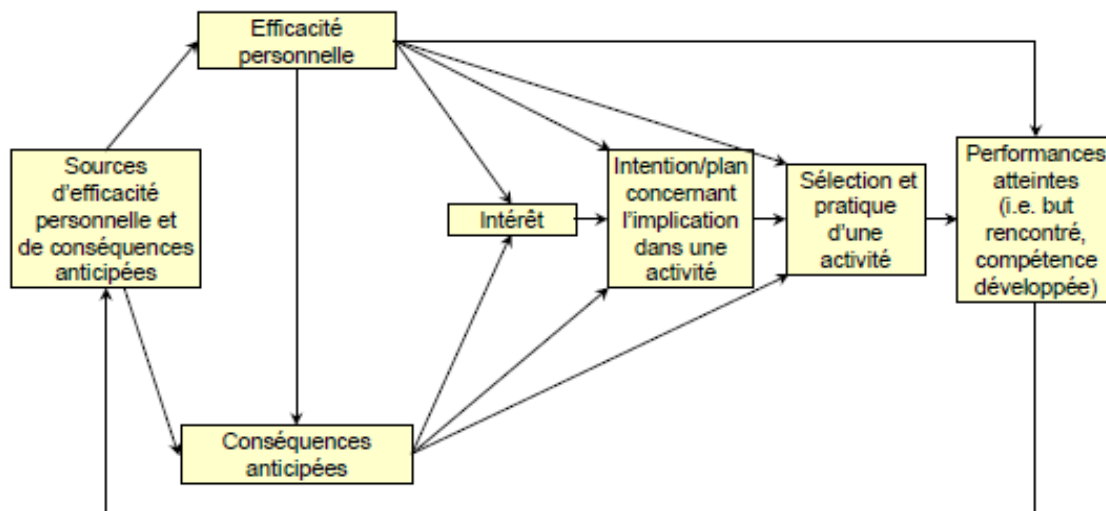 Efficacité
personnelle
Sources
d'efficacité
personnelle et
de conséquences
anticipées
Intérêt
Intention/plan
concernant
l'implication
dans une
activité
Sélection et
pratique
d'une
activité
Performances
atteintes
(i.e. but
rencontré,
compétence
développée)
Conséquences
anticipées